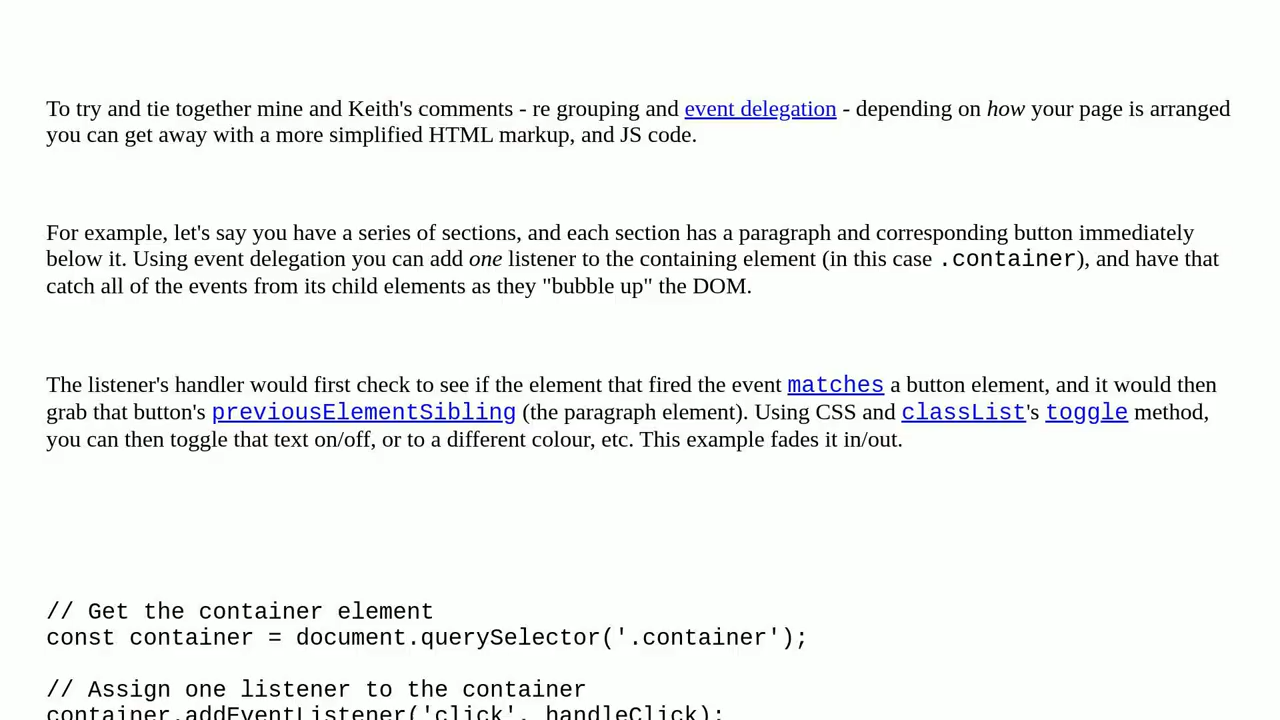 To try and tie together mine and Keith's comments - re grouping and event delegation - depending on how your page is arranged
you can get away with a more simplified HTML markup, and JS code.
For example, let's say you have a series of sections, and each section has a paragraph and corresponding button immediately
below it. Using event delegation you can add one listener to the containing element (in this case .container), and have that
catch all of the events from its child elements as they "bubble up" the DOM.
The listener's handler would first check to see if the element that fired the event matches a button element, and it would then
grab that button's previousElementSibling (the paragraph element). Using CSS and classList's toggle method,
you can then toggle that text on/off, or to a different colour, etc. This example fades it in/out.
// Get the container element
const container = document.querySelector('.container');
// Assign one listener to the container
container.addEventListener('click', handleClick);